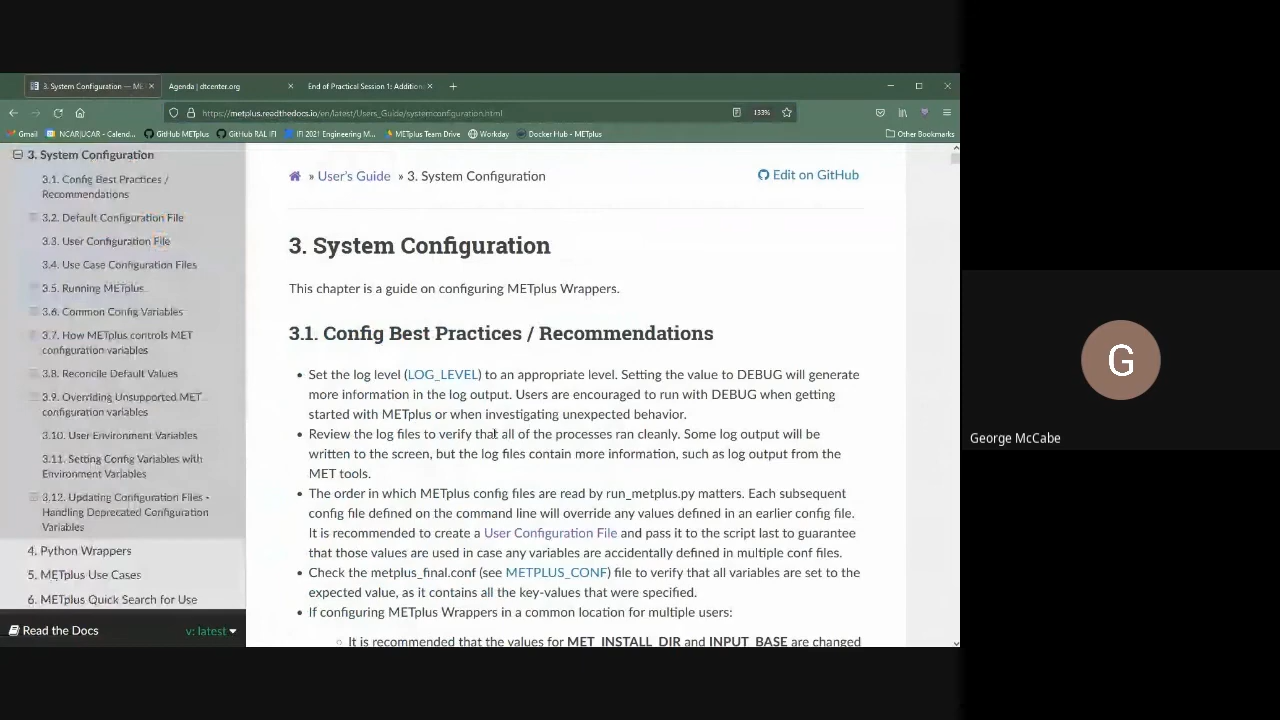 3. System Configuration — ME
Agenda | dtcenter.org
End of Practical Session 1: Addition
https://metplus.readthedocs.io/en/latest/Users_Guide/systemconfiguration.html
133%
Gmail
NCAR|UCAR - Calend...
GitHub METplus
GitHub RAL IFI
IFI 2021 Engineering M...
METplus Team Drive
Workday
Docker Hub - METplus
Other Bookmarks
3. System Configuration
3.1. Config Best Practices /
Recommendations
3.2. Default Configuration File
3.3. User Configuration File
3.4. Use Case Configuration Files
3.5. Running METplus
3.6. Common Config Variables
3.7. How METplus controls MET
configuration variables
3.8. Reconcile Default Values
3.9. Overriding Unsupported MET
configuration variables
3.10. User Environment Variables
3.11. Setting Config Variables with
Environment Variables
3.12. Updating Configuration Files -
Handling Deprecated Configuration
Variables
4. Python Wrappers
5. METplus Use Cases
6. METplus Quick Search for Use
Read the Docs
v: latest
» User's Guide » 3. System Configuration
Edit on GitHub
3. System Configuration
This chapter is a guide on configuring METplus Wrappers.
3.1. Config Best Practices / Recommendations
• Set the log level (LOG_LEVEL) to an appropriate level. Setting the value to DEBUG will generate
more information in the log output. Users are encouraged to run with DEBUG when getting
started with METplus or when investigating unexpected behavior.
• Review the log files to verify that all of the processes ran cleanly. Some log output will be
written to the screen, but the log files contain more information, such as log output from the
MET tools.
• The order in which METplus config files are read by run_metplus.py matters. Each subsequent
config file defined on the command line will override any values defined in an earlier config file.
It is recommended to create a User Configuration File and pass it to the script last to guarantee
that those values are used in case any variables are accidentally defined in multiple conf files.
• Check the metplus_final.conf (see METPLUS_CONF) file to verify that all variables are set to the
expected value, as it contains all the key-values that were specified.
• If configuring METplus Wrappers in a common location for multiple users:
It is recommended that the values for MET_INSTALL_DIR and INPUT_BASE are changed
G
George McCabe